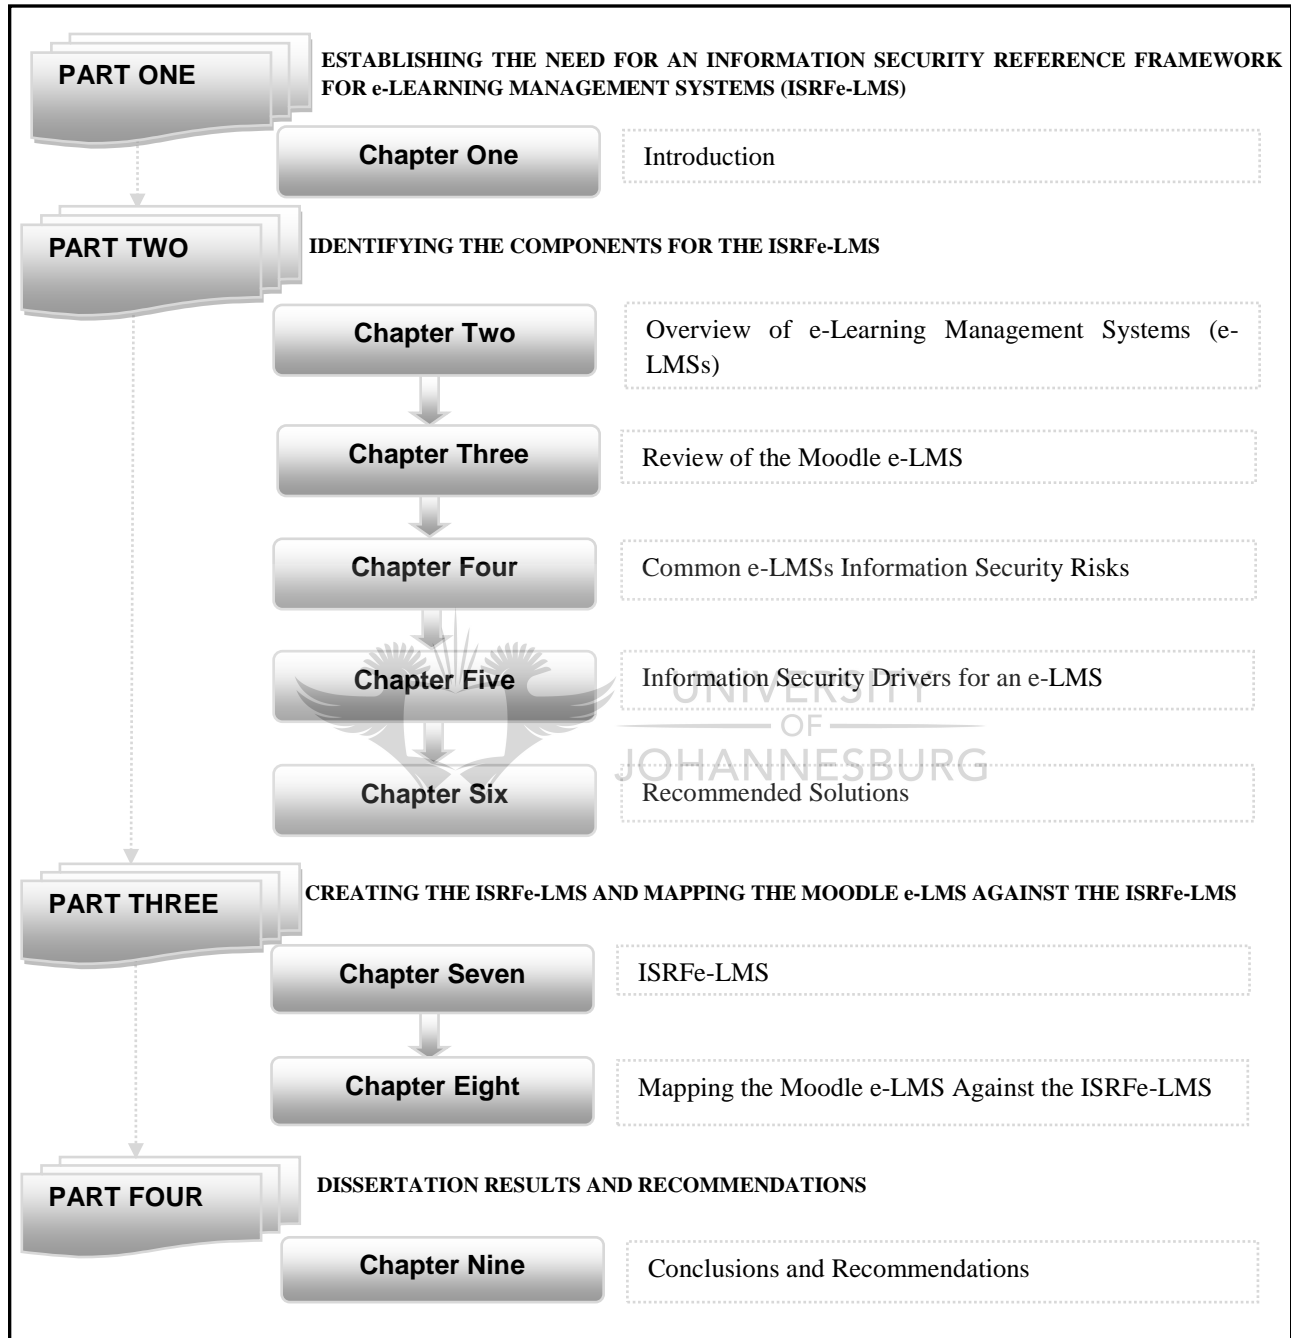 PART ONE
ESTABLISHING THE NEED FOR AN INFORMATION SECURITY REFERENCE FRAMEWORK
FOR e-LEARNING MANAGEMENT SYSTEMS (ISRFe-LMS)
Chapter One
Introduction
PART TWO
IDENTIFYING THE COMPONENTS FOR THE ISRFe-LMS
Chapter Two
Overview of e-Learning Management Systems (e-
LMSs)
Chapter Three
Review of the Moodle e-LMS
Chapter Four
Common e-LMSs Information Security Risks
Chapter Five
Information Security Drivers for an e-LMS
UNIVERSITY
OF
JOHANNESBURG
Chapter Six
Recommended Solutions
PART THREE
CREATING THE ISRFe-LMS AND MAPPING THE MOODLE e-LMS AGAINST THE ISRFe-LMS
Chapter Seven
ISRFe-LMS
Chapter Eight
Mapping the Moodle e-LMS Against the ISRFe-LMS
PART FOUR
DISSERTATION RESULTS AND RECOMMENDATIONS
Chapter Nine
Conclusions and Recommendations